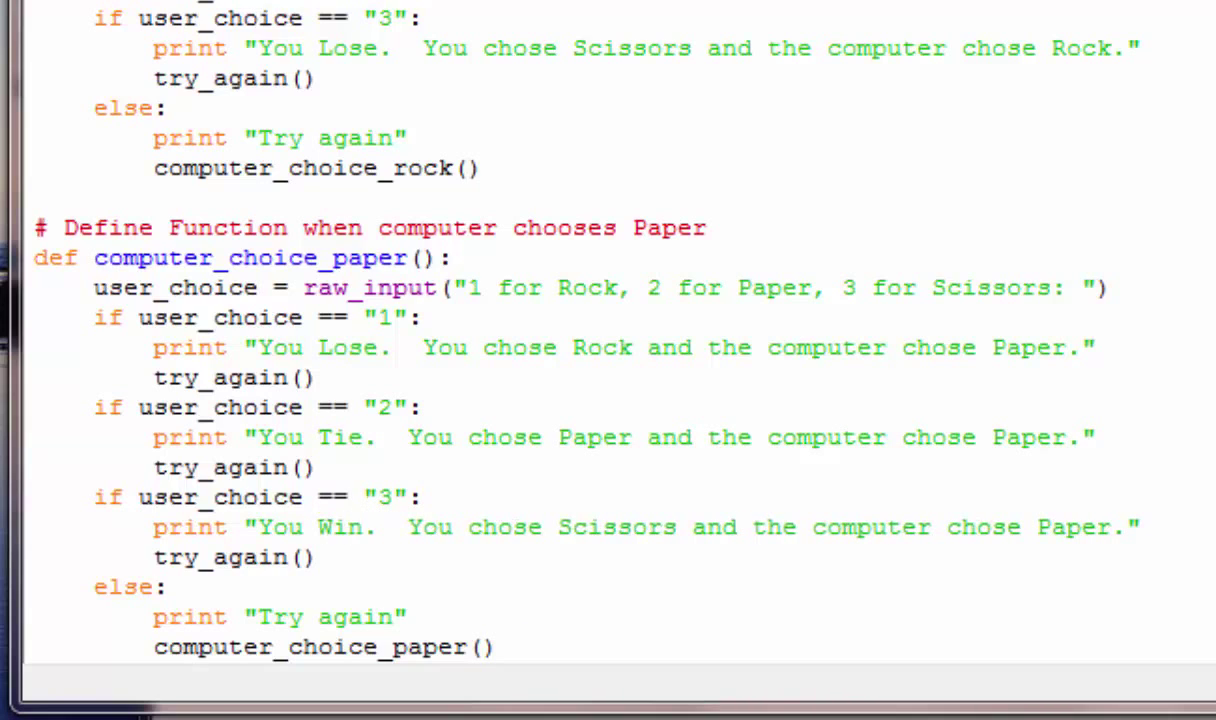 if user_choice == "3":
        print "You Lose.  You chose Scissors and the computer chose Rock."
        try_again()
    else:
        print "Try again"
        computer_choice_rock()

# Define Function when computer chooses Paper
def computer_choice_paper():
    user_choice = raw_input("1 for Rock, 2 for Paper, 3 for Scissors: ")
    if user_choice == "1":
        print "You Lose.  You chose Rock and the computer chose Paper."
        try_again()
    if user_choice == "2":
        print "You Tie.  You chose Paper and the computer chose Paper."
        try_again()
    if user_choice == "3":
        print "You Win.  You chose Scissors and the computer chose Paper."
        try_again()
    else:
        print "Try again"
        computer_choice_paper()